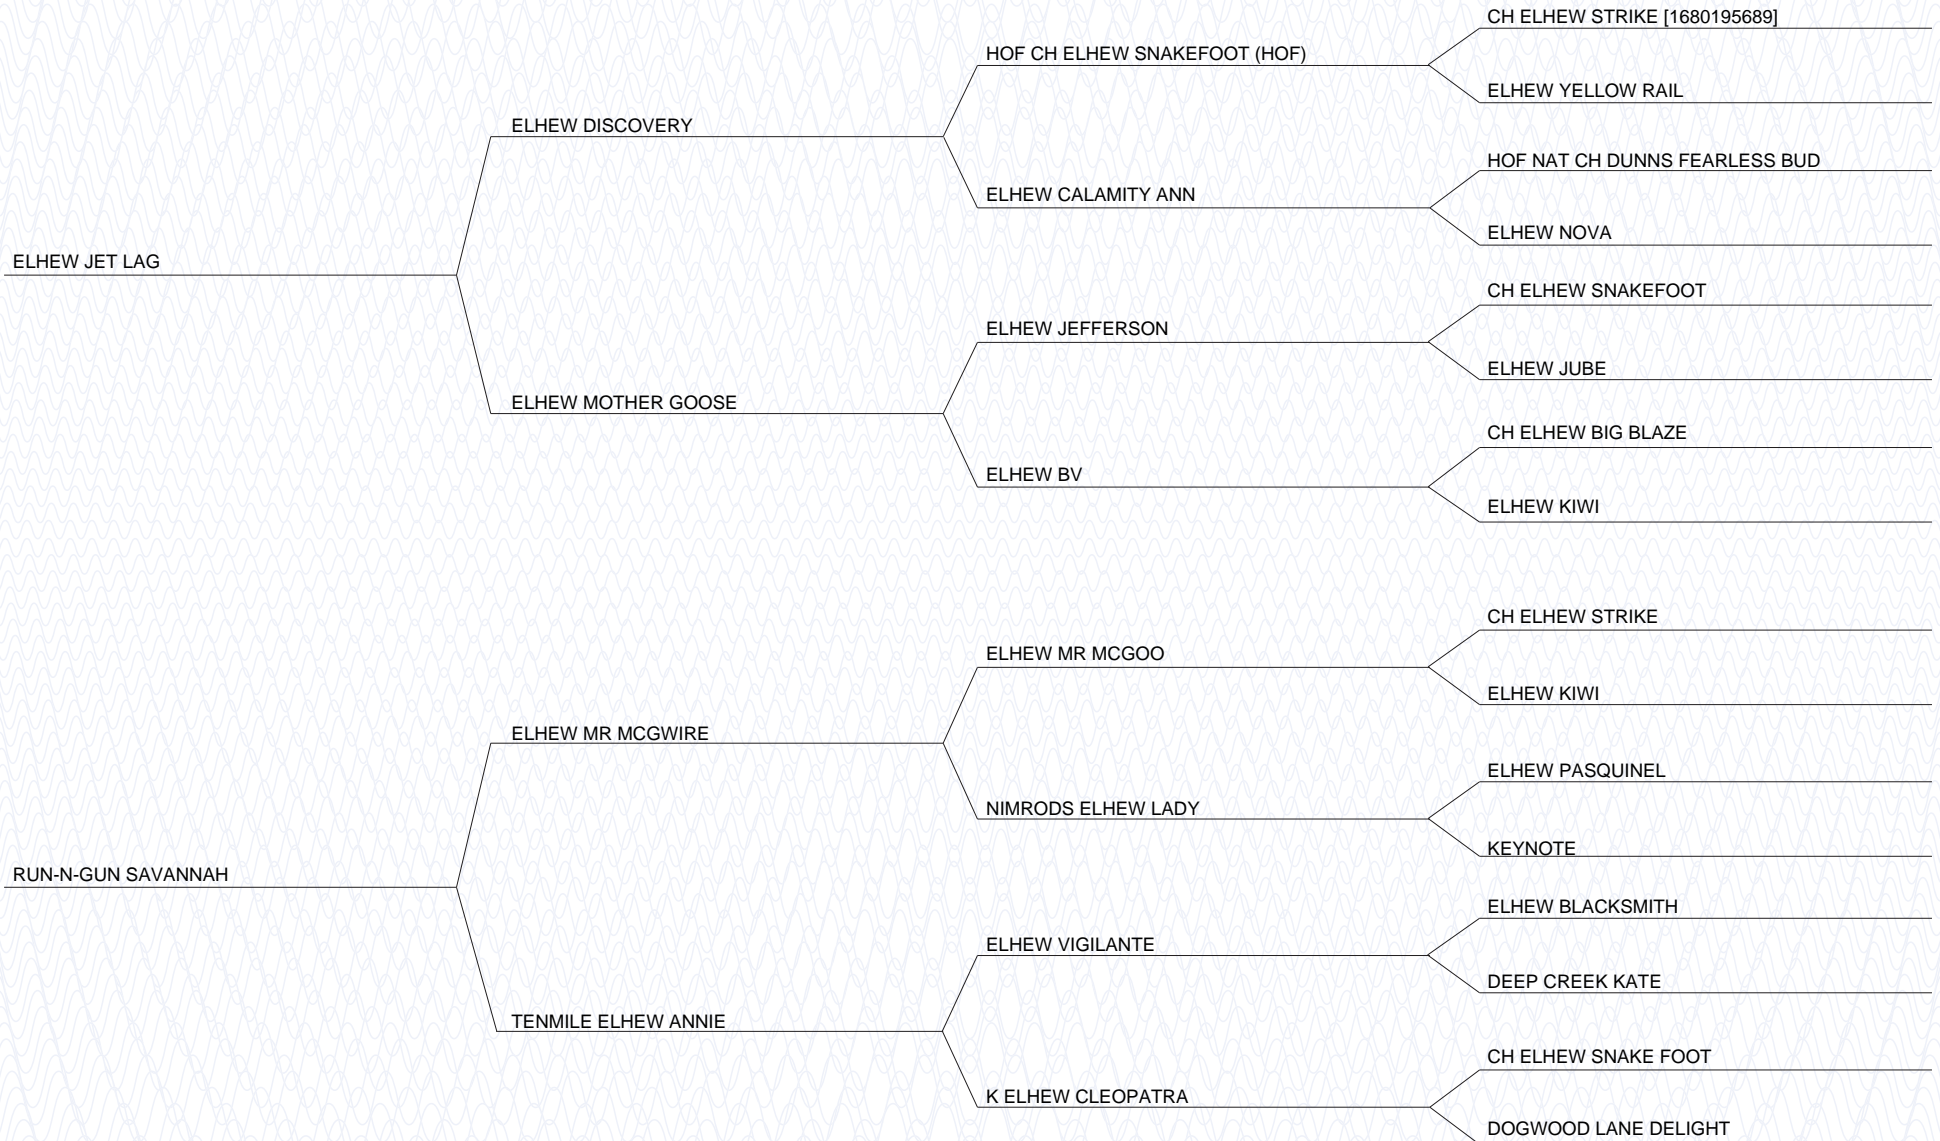 CH ELHEW STRIKE [1680195689]
HOF CH ELHEW SNAKEFOOT (HOF)
ELHEW YELLOW RAIL
ELHEW DISCOVERY
HOF NAT CH DUNNS FEARLESS BUD
ELHEW CALAMITY ANN
ELHEW NOVA
ELHEW JET LAG
CH ELHEW SNAKEFOOT
ELHEW JEFFERSON
ELHEW JUBE
ELHEW MOTHER GOOSE
CH ELHEW BIG BLAZE
ELHEW BV
ELHEW KIWI
CH ELHEW STRIKE
ELHEW MR MCGOO
ELHEW KIWI
ELHEW MR MCGWIRE
ELHEW PASQUINEL
NIMRODS ELHEW LADY
KEYNOTE
RUN-N-GUN SAVANNAH
ELHEW BLACKSMITH
ELHEW VIGILANTE
DEEP CREEK KATE
TENMILE ELHEW ANNIE
CH ELHEW SNAKE FOOT
K ELHEW CLEOPATRA
DOGWOOD LANE DELIGHT